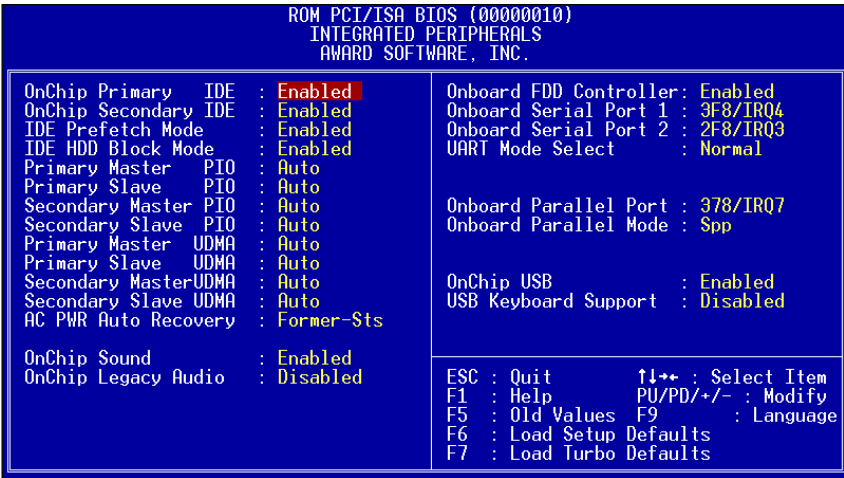 ROM PCI/ISA BIOS (00000010)
INTEGRATED PERIPHERALS
AWARD SOFTWARE, INC.
OnChip Primary IDE : Enabled
OnChip Secondary IDE : Enabled
IDE Prefetch Mode : Enabled
IDE HDD Block Mode : Enabled
Primary Master PIO : Auto
Primary Slave PIO : Auto
Secondary Master PIO : Auto
Secondary Slave PIO : Auto
Primary Master UDMA : Auto
Primary Slave UDMA : Auto
Secondary MasterUDMA : Auto
Secondary Slave UDMA : Auto
AC PWR Auto Recovery : Former-Sts
OnChip Sound : Enabled
OnChip Legacy Audio : Disabled
Onboard FDD Controller: Enabled
Onboard Serial Port 1 : 3F8/IRQ4
Onboard Serial Port 2 : 2F8/IRQ3
UART Mode Select : Normal
Onboard Parallel Port : 378/IRQ7
Onboard Parallel Mode : Spp
OnChip USB : Enabled
USB Keyboard Support : Disabled
ESC : Quit ↑↓→← : Select Item
F1 : Help PU/PD/+/- : Modify
F5 : Old Values F9 : Language
F6 : Load Setup Defaults
F7 : Load Turbo Defaults